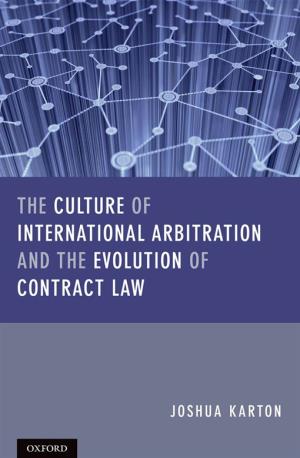 THE CULTURE OF
INTERNATIONAL ARBITRATION
AND THE EVOLUTION OF
CONTRACT LAW
JOSHUA KARTON
OXFORD